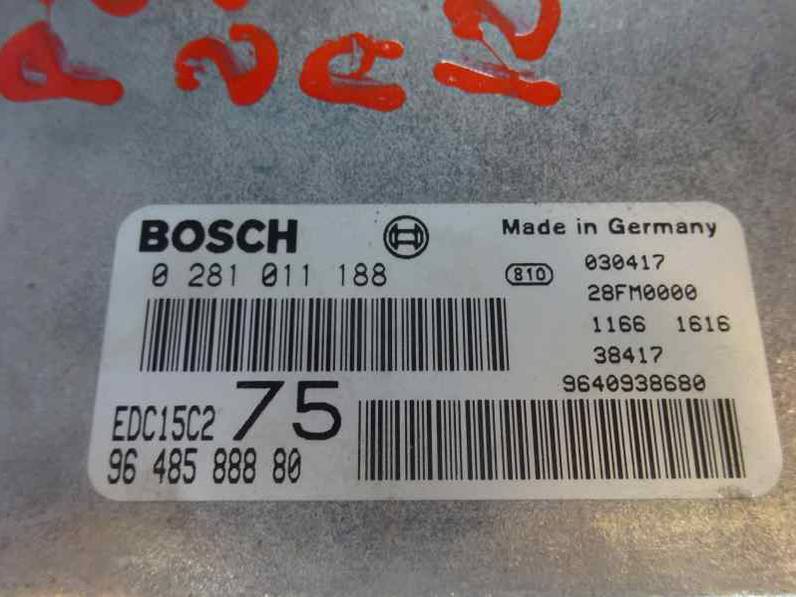 BOSCH
Made in Germany
0 281 011 188
810
030417
28FM0000
1166 1616
38417
9640938680
EDC15C2 75
96 485 888 80